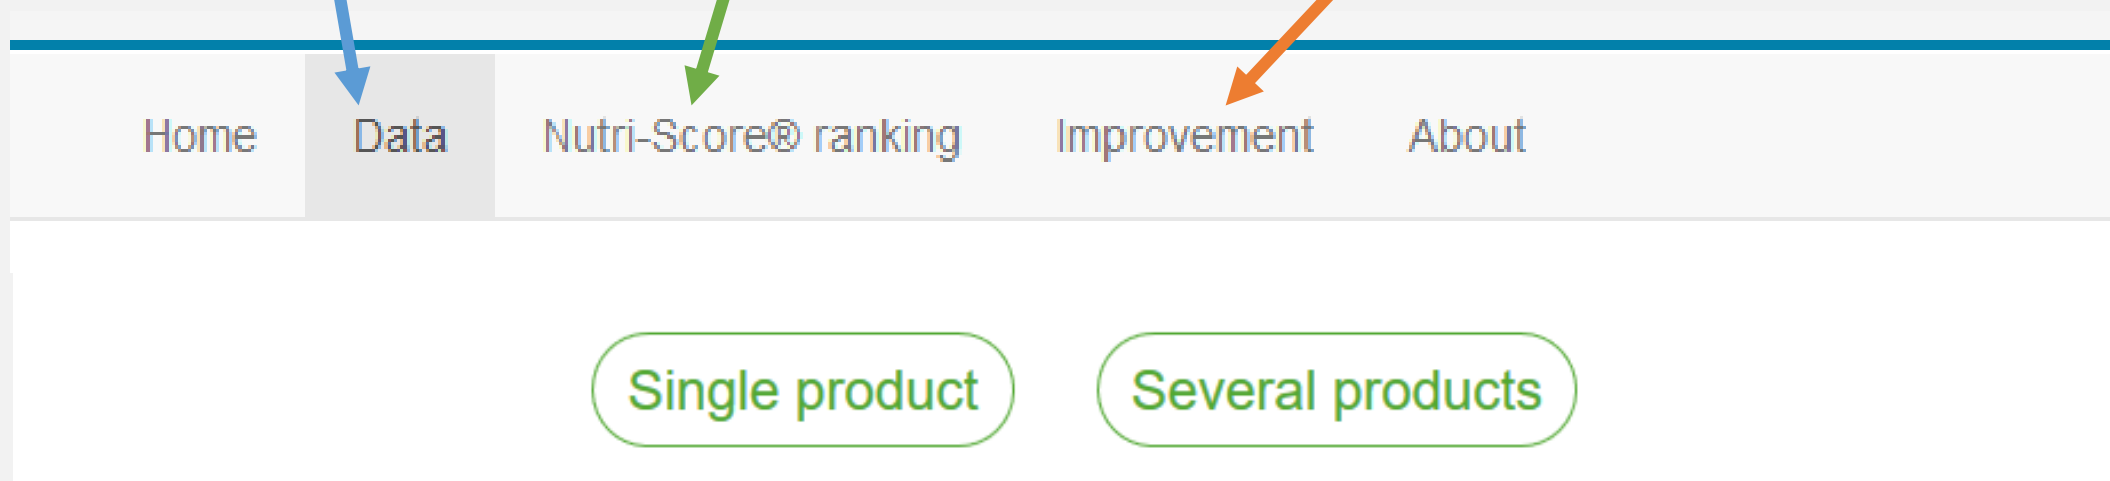 Home Data Nutri-Score® ranking Improvement About
Single product Several products